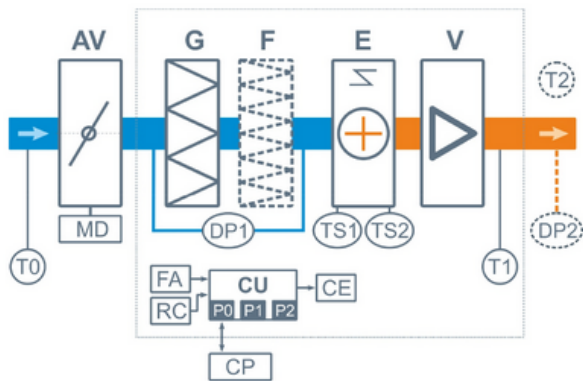 AV G F E V
T2
MD
DP1 TS1 TS2 DP2
T0 T1
FA
CU CE
RC
P0 P1 P2
CP